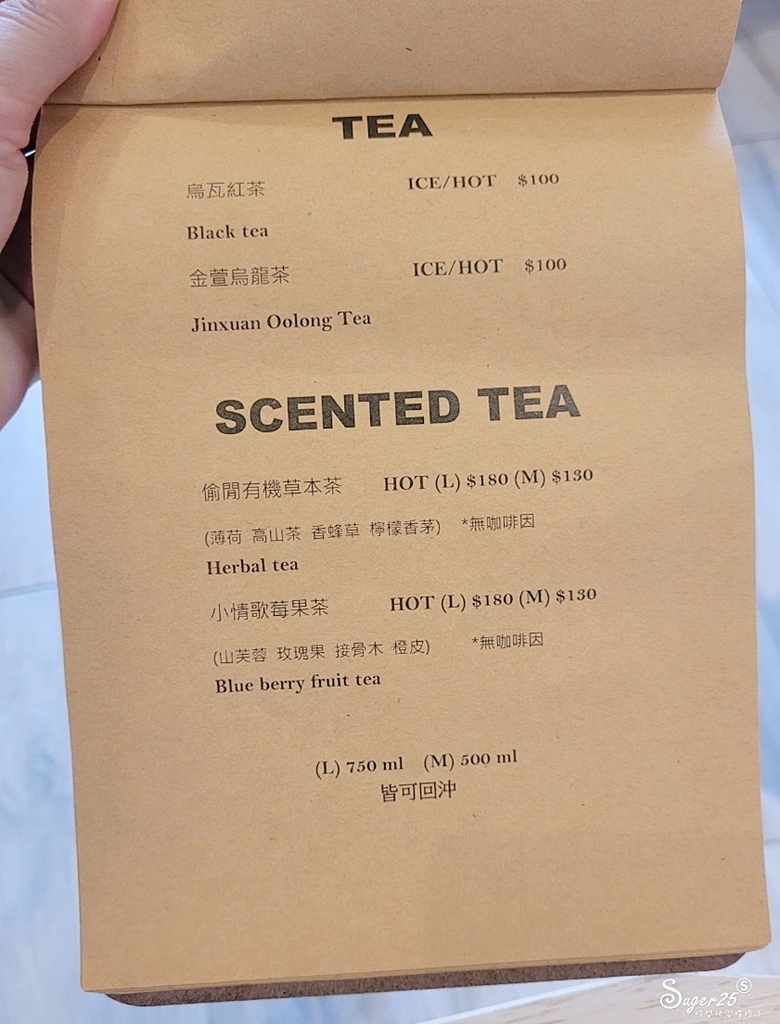 TEA
烏瓦紅茶 ICE/HOT $100
Black tea
金萱烏龍茶 ICE/HOT $100
Jinxuan Oolong Tea
SCENTED TEA
偷閒有機草本茶 HOT (L) $180 (M) $130
(薄荷 高山茶 香蜂草 檸檬香茅) *無咖啡因
Herbal tea
小情歌莓果茶 HOT (L) $180 (M) $130
(山芙蓉 玫瑰果 接骨木 橙皮) *無咖啡因
Blue berry fruit tea
(L) 750 ml (M) 500 ml
皆可回沖
Suger25